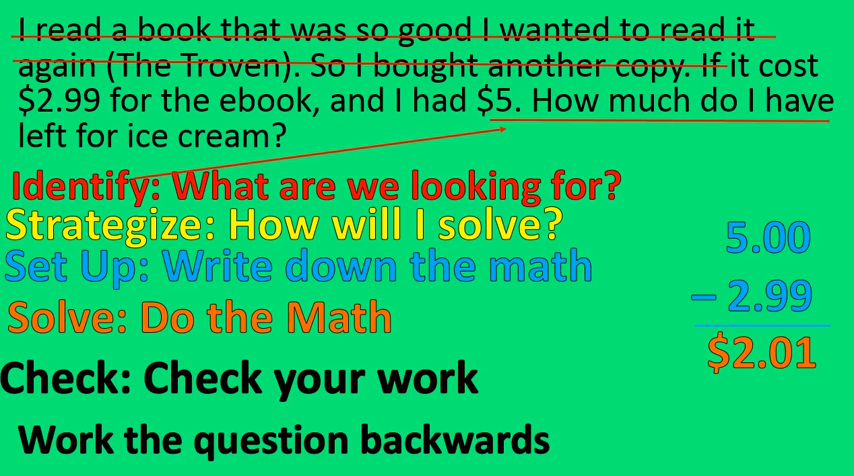 I read a book that was so good I wanted to read it
again (The Troven). So I bought another copy. If it cost
$2.99 for the ebook, and I had $5. How much do I have
left for ice cream?
Identify: What are we looking for?
Strategize: How will I solve?
Set Up: Write down the math
Solve: Do the Math
5.00
– 2.99
$2.01
Check: Check your work
Work the question backwards